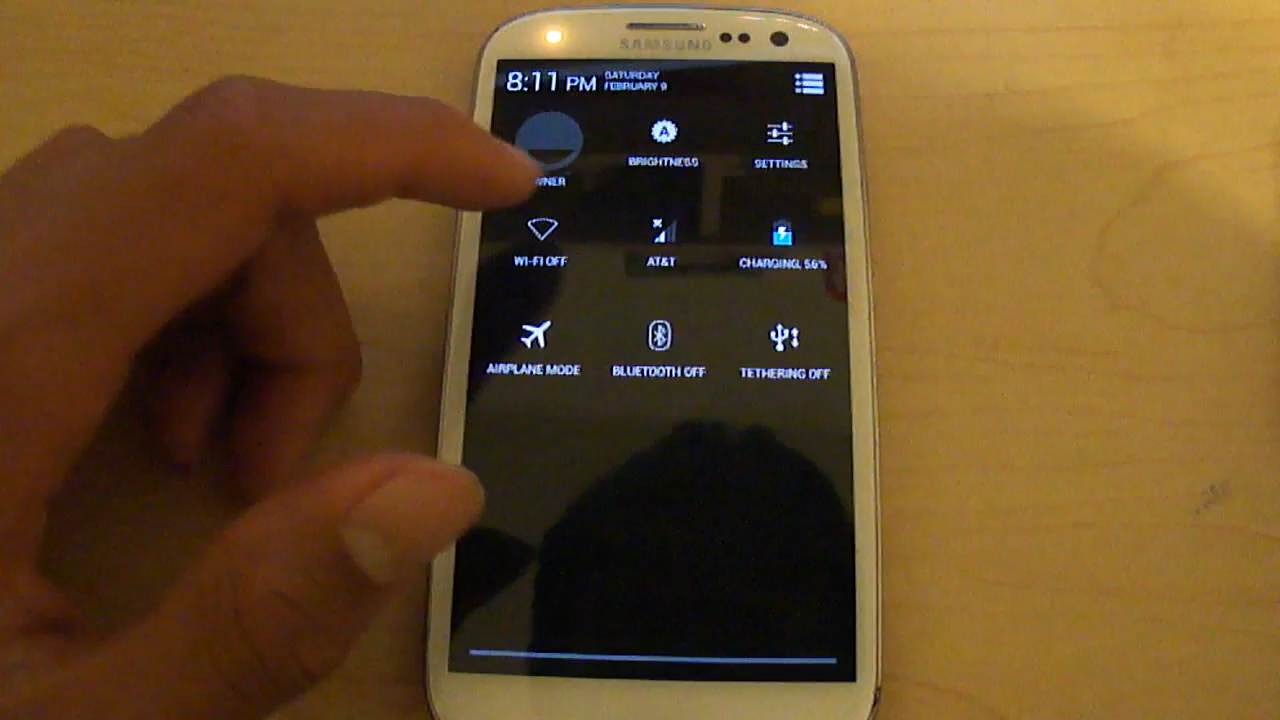 SAMSUNG
8:11 PM
SATURDAY
FEBRUARY 9
BRIGHTNESS
SETTINGS
WI-FI OFF
AT&T
CHARGING, 56%
AIRPLANE MODE
BLUETOOTH OFF
TETHERING OFF